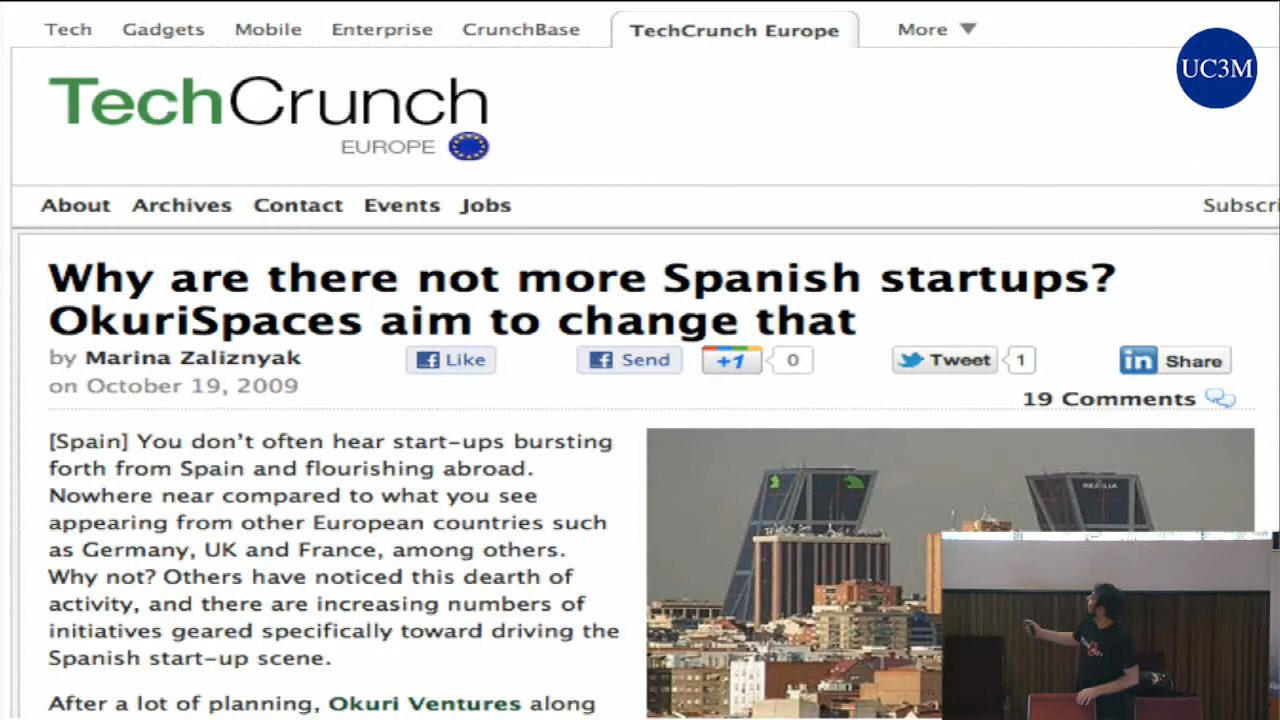 Tech Gadgets Mobile Enterprise CrunchBase TechCrunch Europe More
UC3M
TechCrunch
EUROPE
About Archives Contact Events Jobs Subscri
Why are there not more Spanish startups?
OkuriSpaces aim to change that
by Marina Zaliznyak
on October 19, 2009
Like Send +1 0 Tweet 1 in Share
19 Comments
[Spain] You don't often hear start-ups bursting
forth from Spain and flourishing abroad.
Nowhere near compared to what you see
appearing from other European countries such
as Germany, UK and France, among others.
Why not? Others have noticed this dearth of
activity, and there are increasing numbers of
initiatives geared specifically toward driving the
Spanish start-up scene.
After a lot of planning, Okuri Ventures along